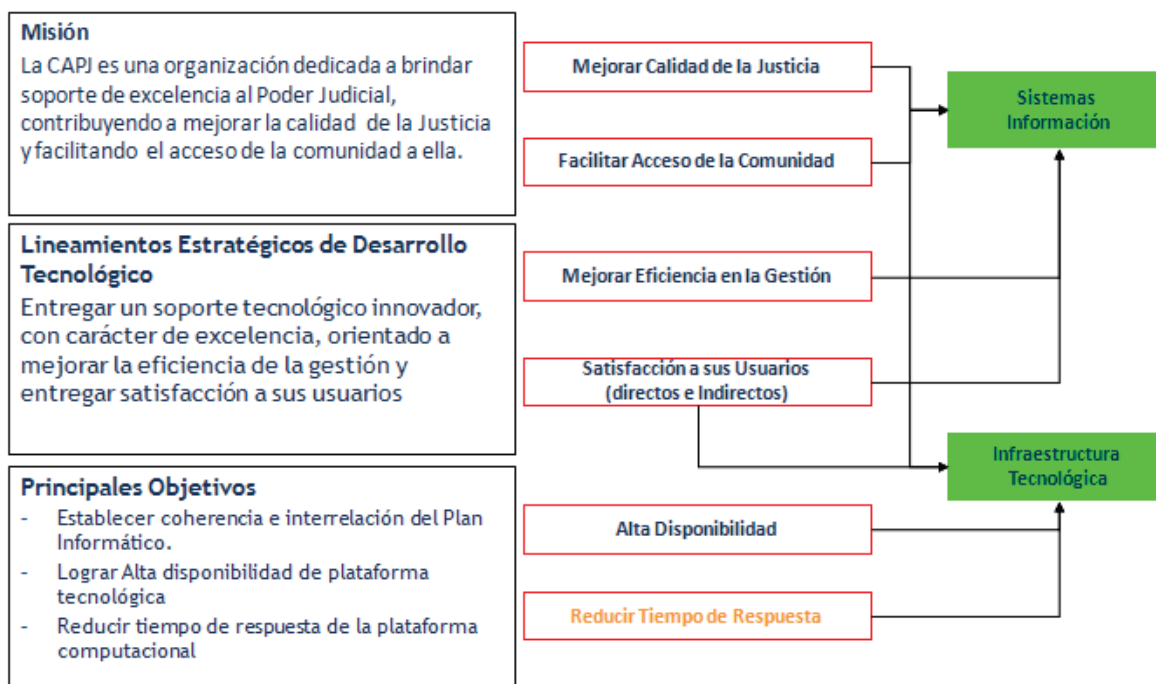 Misión
La CAPJ es una organización dedicada a brindar
soporte de excelencia al Poder Judicial,
contribuyendo a mejorar la calidad de la Justicia
y facilitando el acceso de la comunidad a ella.
Lineamientos Estratégicos de Desarrollo
Tecnológico
Entregar un soporte tecnológico innovador,
con carácter de excelencia, orientado a
mejorar la eficiencia de la gestión y
entregar satisfacción a sus usuarios
Principales Objetivos
- Establecer coherencia e interrelación del Plan
Informático.
- Lograr Alta disponibilidad de plataforma
tecnológica
- Reducir tiempo de respuesta de la plataforma
computacional
Mejorar Calidad de la Justicia
Facilitar Acceso de la Comunidad
Mejorar Eficiencia en la Gestión
Satisfacción a sus Usuarios
(directos e Indirectos)
Alta Disponibilidad
Reducir Tiempo de Respuesta
Sistemas
Información
Infraestructura
Tecnológica